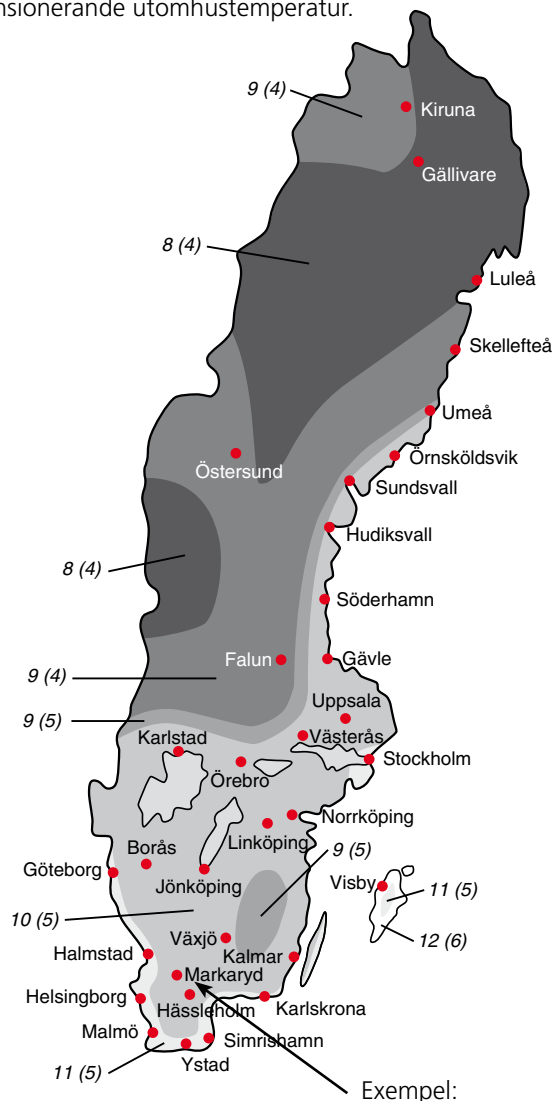 nsionerande utomhustemperatur.
9 (4)
Kiruna
Gällivare
8 (4)
Luleå
Skellefteå
Umeå
Örnsköldsvik
Östersund
Sundsvall
Hudiksvall
8 (4)
Söderhamn
Falun
Gävle
9 (4)
Uppsala
9 (5)
Karlstad
Västerås
Stockholm
Örebro
Norrköping
Linköping
Borås
9 (5)
Göteborg
Jönköping
Visby
11 (5)
10 (5)
Växjö
12 (6)
Halmstad
Kalmar
Markaryd
Helsingborg
Hässleholm
Karlskrona
Malmö
Simrishamn
Ystad
11 (5)
Exempel: